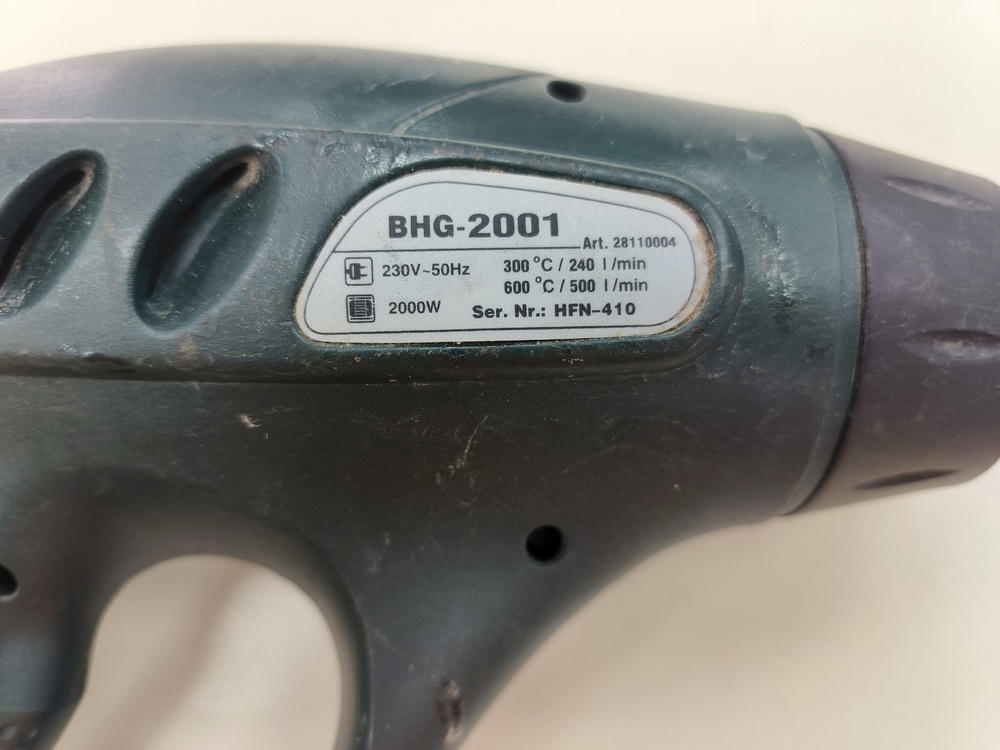 BHG-2001
Art. 28110004
230V~50Hz 300 °C / 240 l/min
600 °C / 500 l/min
2000W Ser. Nr.: HFN-410